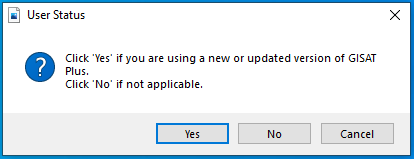 User Status
Click 'Yes' if you are using a new or updated version of GISAT
Plus.
Click 'No' if not applicable.
Yes
No
Cancel